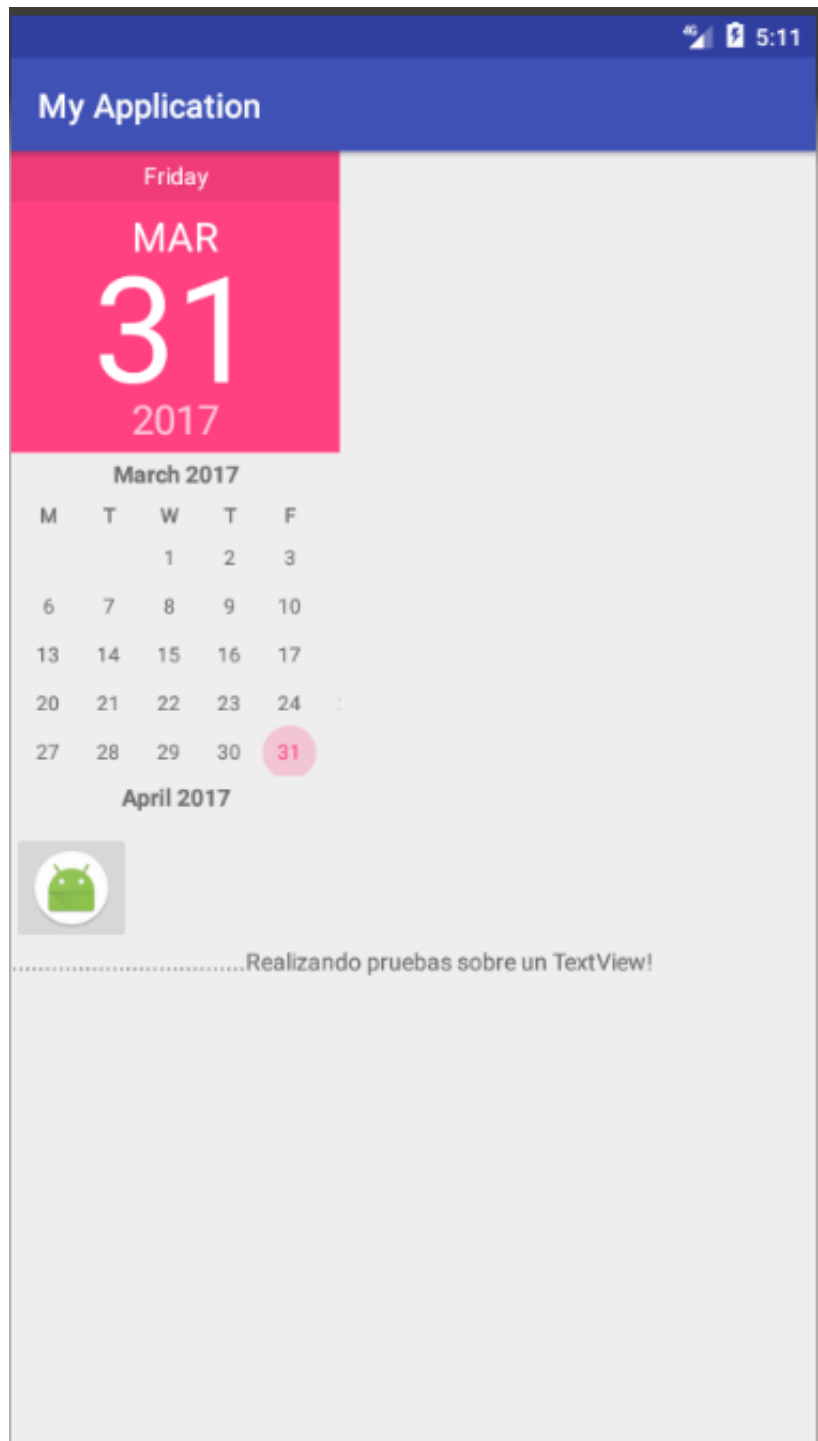 4G 5:11
My Application
Friday
MAR
31
2017
March 2017
M T W T F
1 2 3
6 7 8 9 10
13 14 15 16 17
20 21 22 23 24
27 28 29 30 31
April 2017
.......................................Realizando pruebas sobre un TextView!